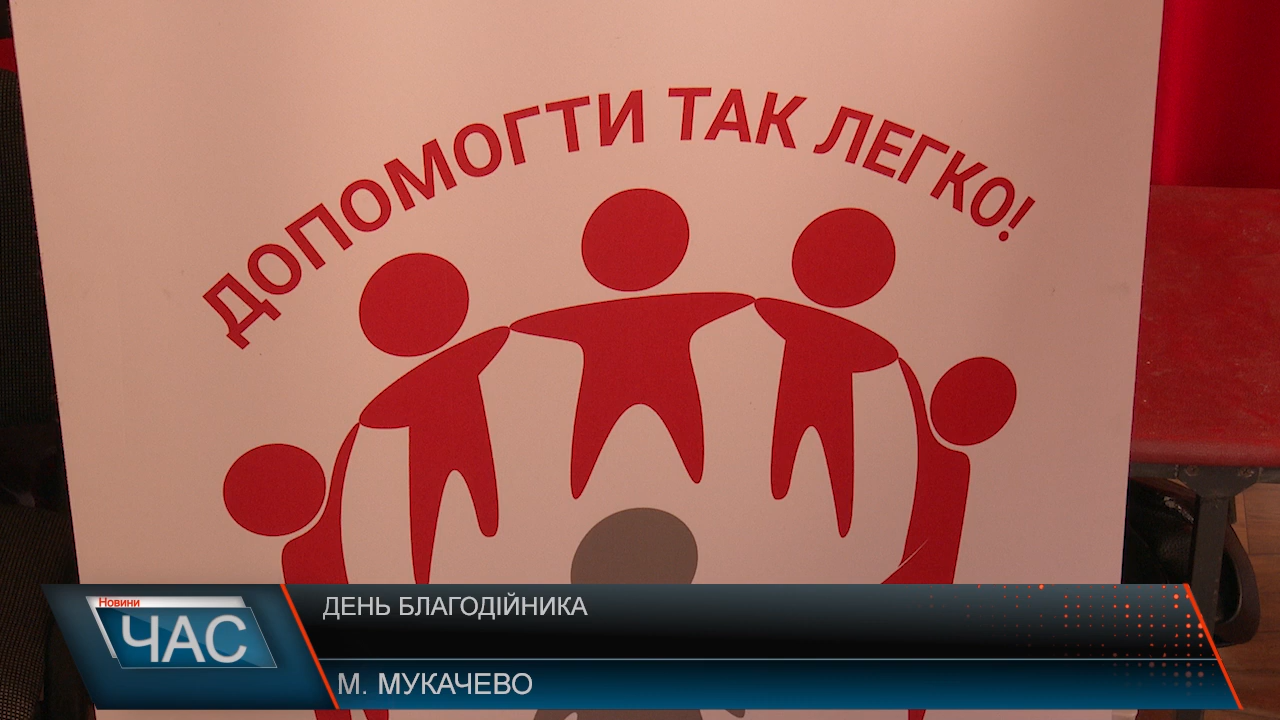 ДОПОМОГТИ ТАК ЛЕГКО!
Новини
ЧАС
ДЕНЬ БЛАГОДІЙНИКА
М. МУКАЧЕВО